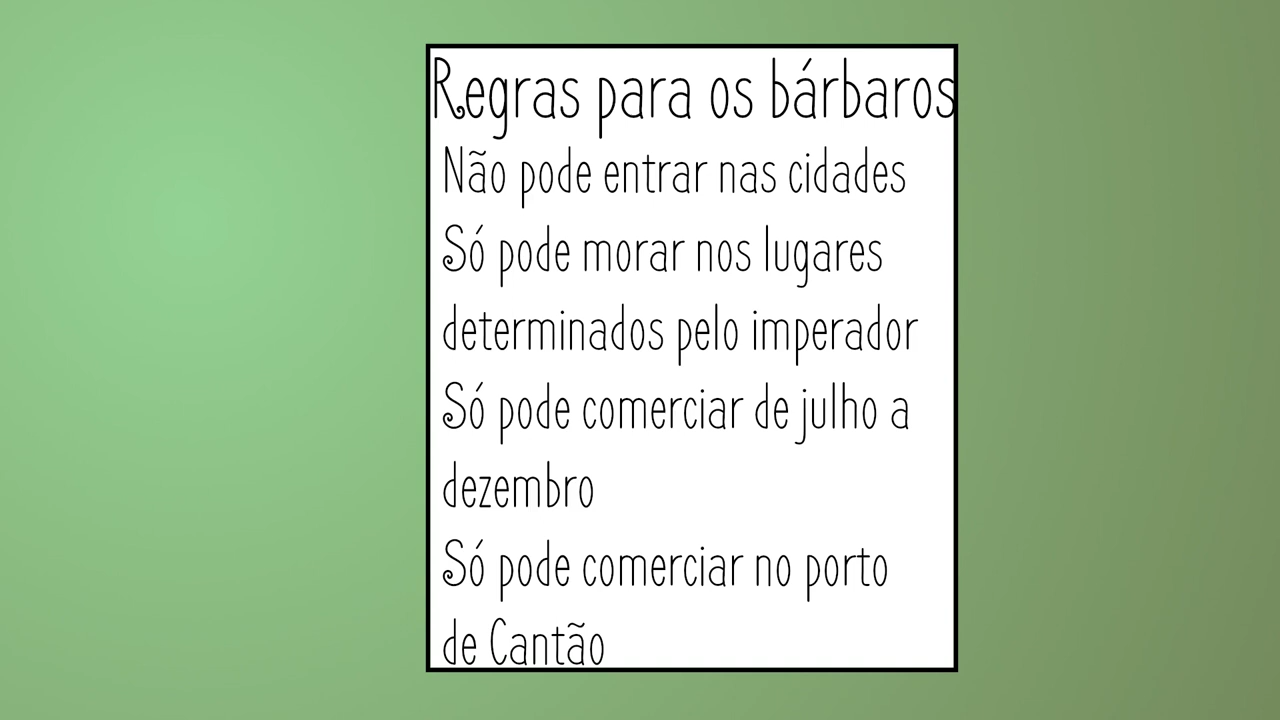 Regras para os bárbaros
Não pode entrar nas cidades
Só pode morar nos lugares
determinados pelo imperador
Só pode comerciar de julho a
dezembro
Só pode comerciar no porto
de Cantão